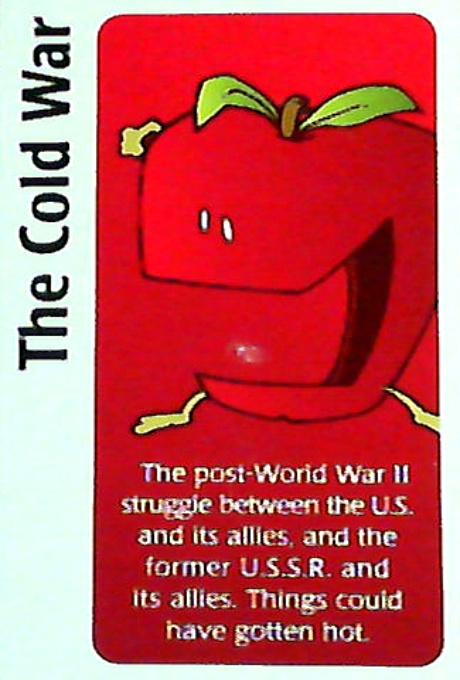 The Cold War
The post-World War II
struggle between the U.S.
and its allies, and the
former U.S.S.R. and
its allies. Things could
have gotten hot.